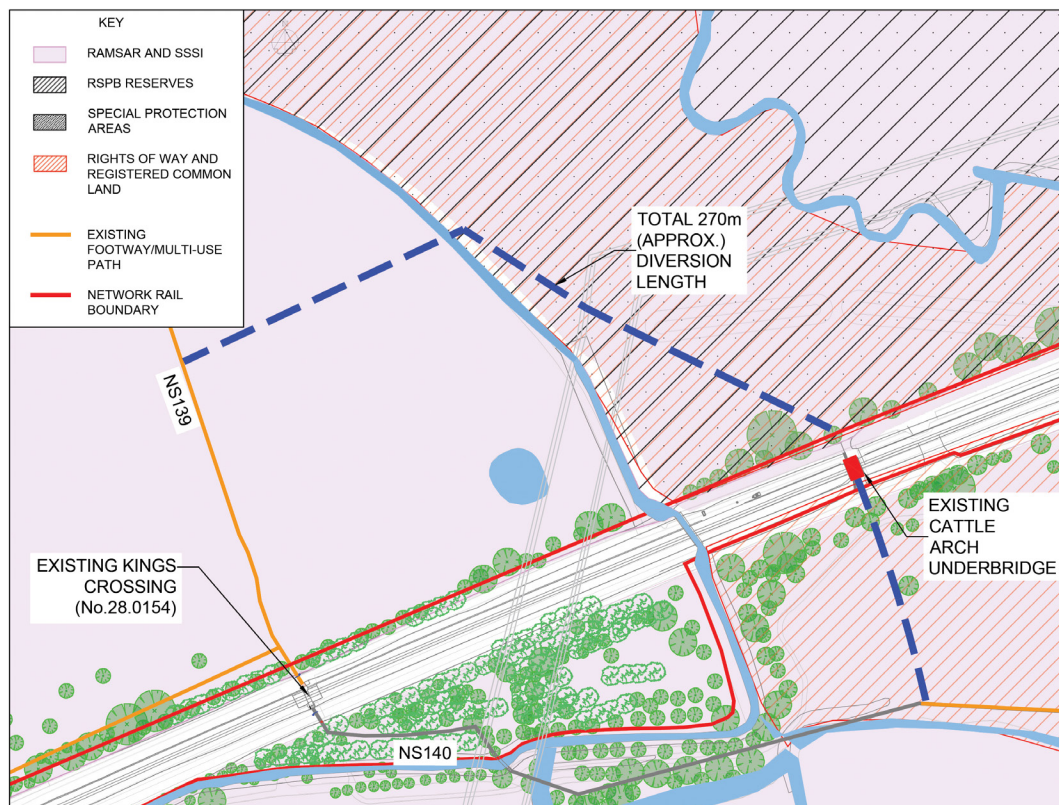 KEY
RAMSAR AND SSSI
RSPB RESERVES
SPECIAL PROTECTION
AREAS
RIGHTS OF WAY AND
REGISTERED COMMON
LAND
EXISTING
FOOTWAY/MULTI-USE
PATH
NETWORK RAIL
BOUNDARY
TOTAL 270m
(APPROX.)
DIVERSION
LENGTH
NS139
EXISTING KINGS
CROSSING
(No.28.0154)
EXISTING
CATTLE
ARCH
UNDERBRIDGE
NS140